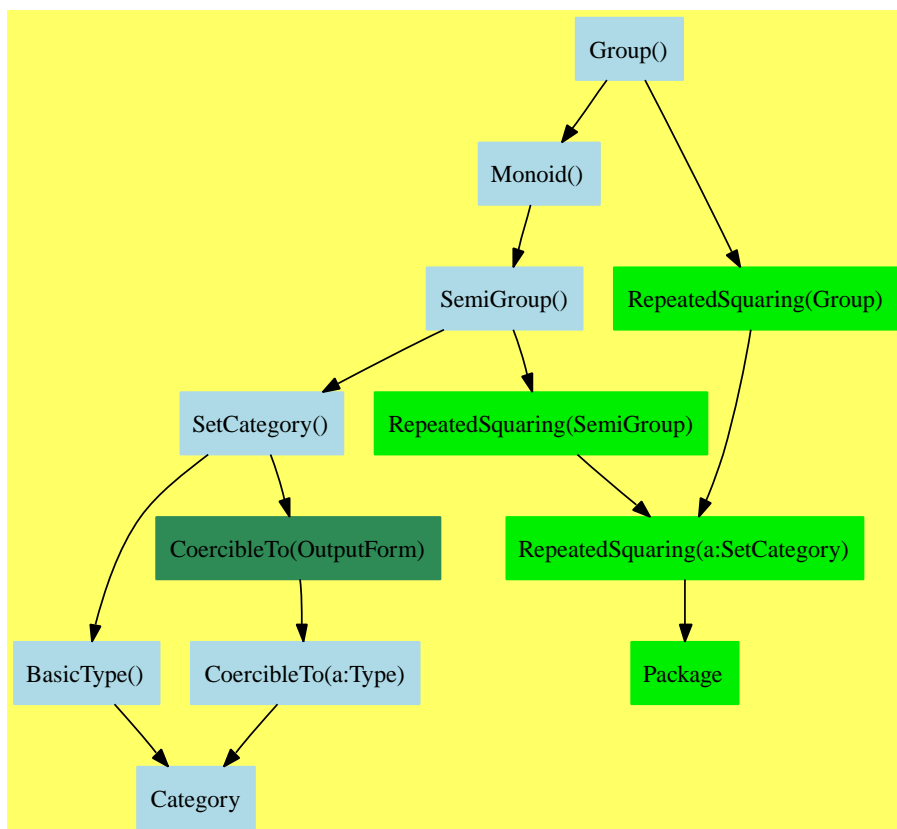 Group()
Monoid()
SemiGroup()
RepeatedSquaring(Group)
SetCategory()
RepeatedSquaring(SemiGroup)
CoercibleTo(OutputForm)
RepeatedSquaring(a:SetCategory)
BasicType()
CoercibleTo(a:Type)
Package
Category